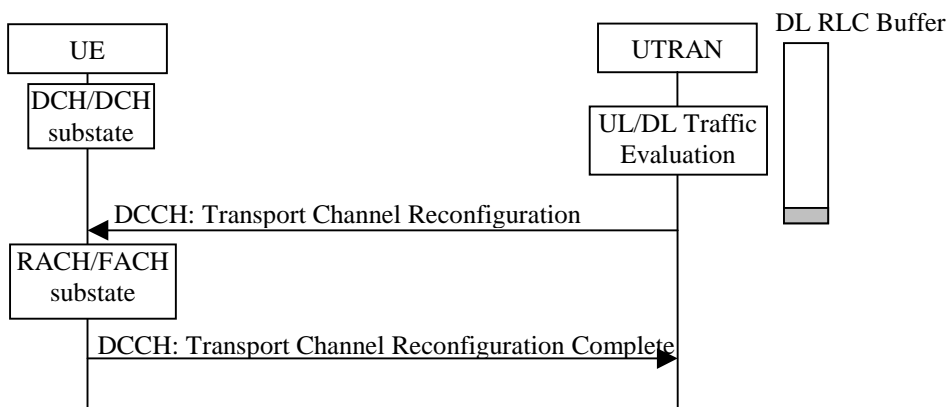 DL RLC Buffer
UE
UTRAN
DCH/DCH
substate
UL/DL Traffic
Evaluation
DCCH: Transport Channel Reconfiguration
RACH/FACH
substate
DCCH: Transport Channel Reconfiguration Complete